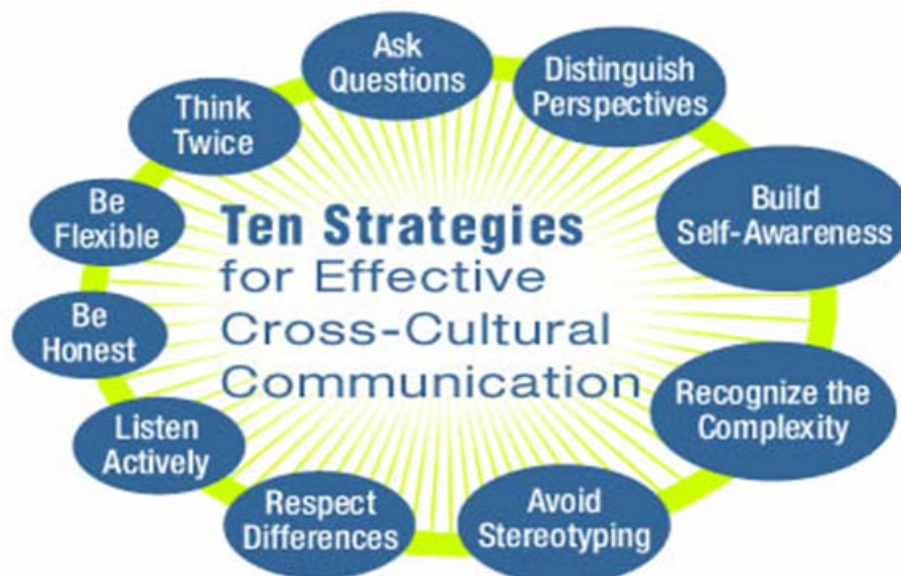 Ten Strategies
for Effective
Cross-Cultural
Communication
Ask
Questions
Distinguish
Perspectives
Build
Self-Awareness
Recognize the
Complexity
Avoid
Stereotyping
Respect
Differences
Listen
Actively
Be
Honest
Be
Flexible
Think
Twice